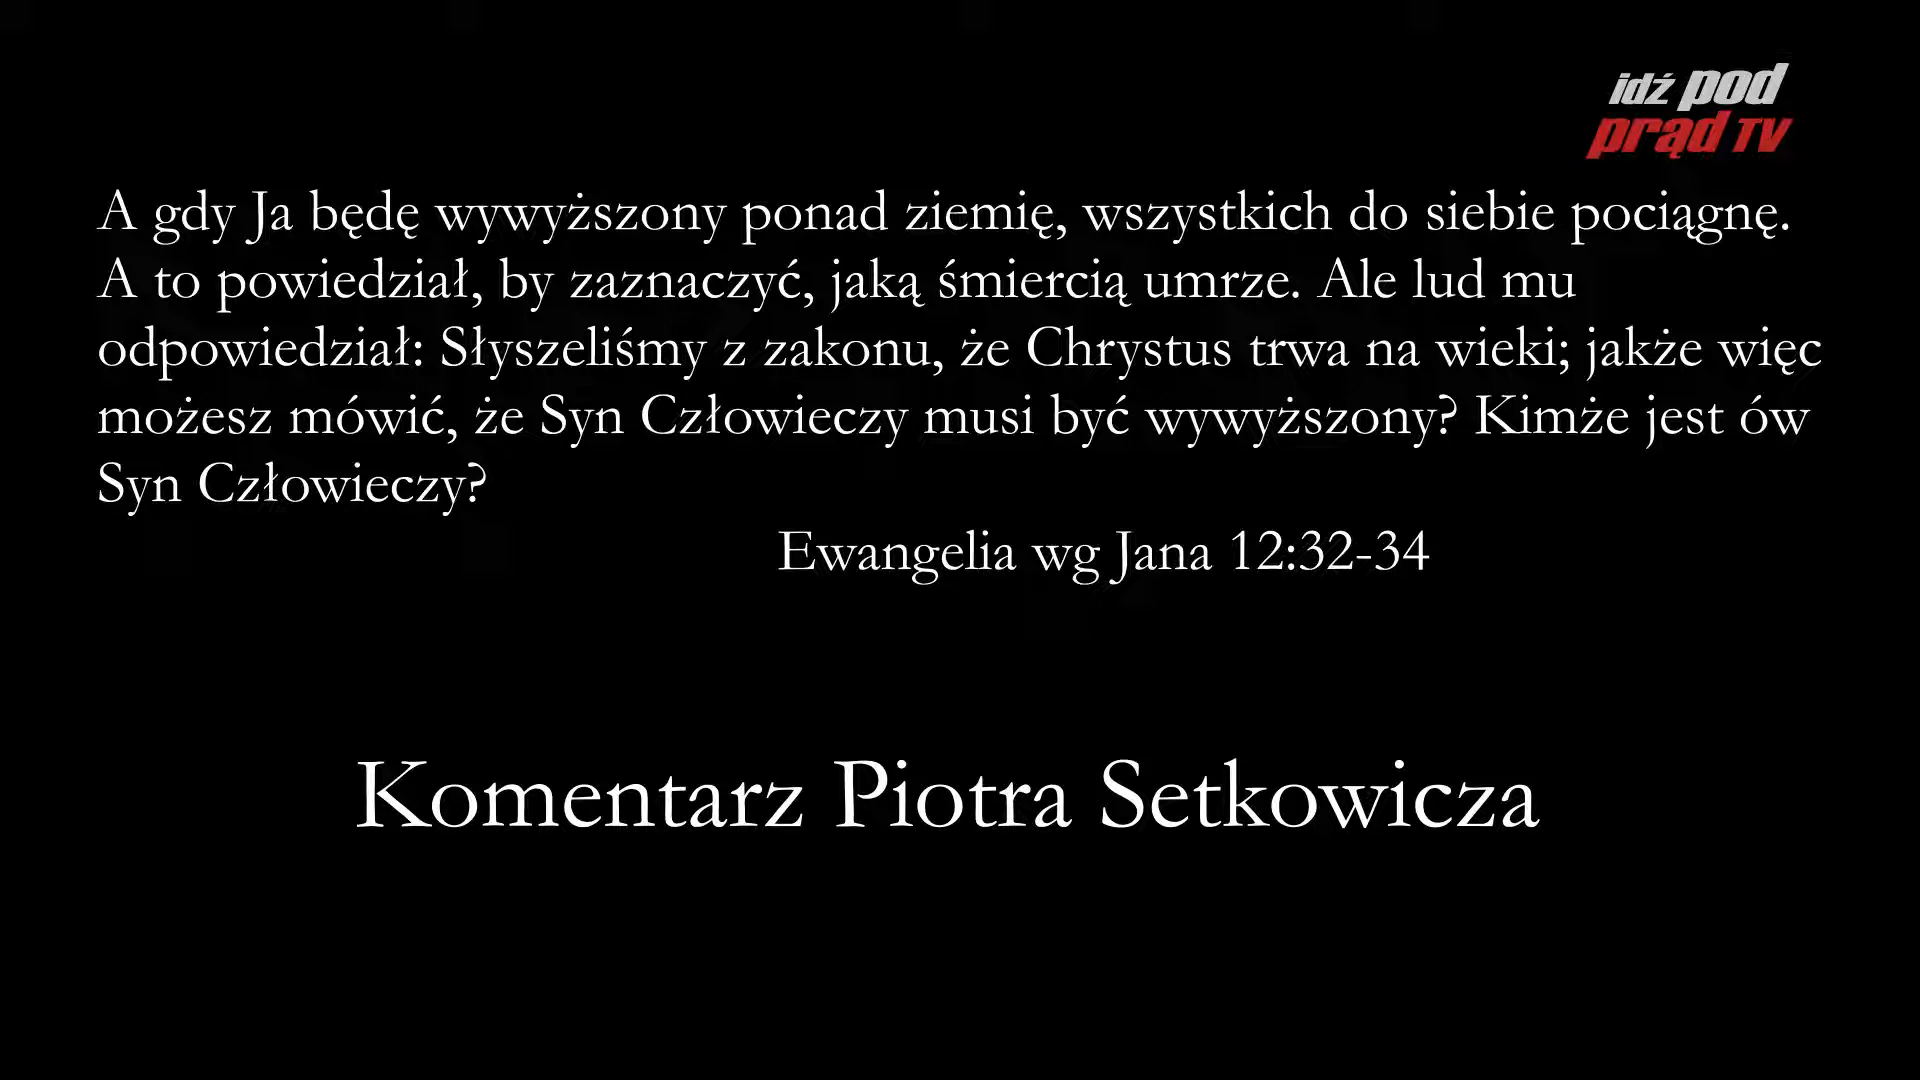 idź pod
prąd TV
A gdy Ja będę wywyższony ponad ziemię, wszystkich do siebie pociągnę.
A to powiedział, by zaznaczyć, jaką śmiercią umrze. Ale lud mu
odpowiedział: Słyszeliśmy z zakonu, że Chrystus trwa na wieki; jakże więc
możesz mówić, że Syn Człowieczy musi być wywyższony? Kimże jest ów
Syn Człowieczy?
Ewangelia wg Jana 12:32-34
Komentarz Piotra Setkowicza